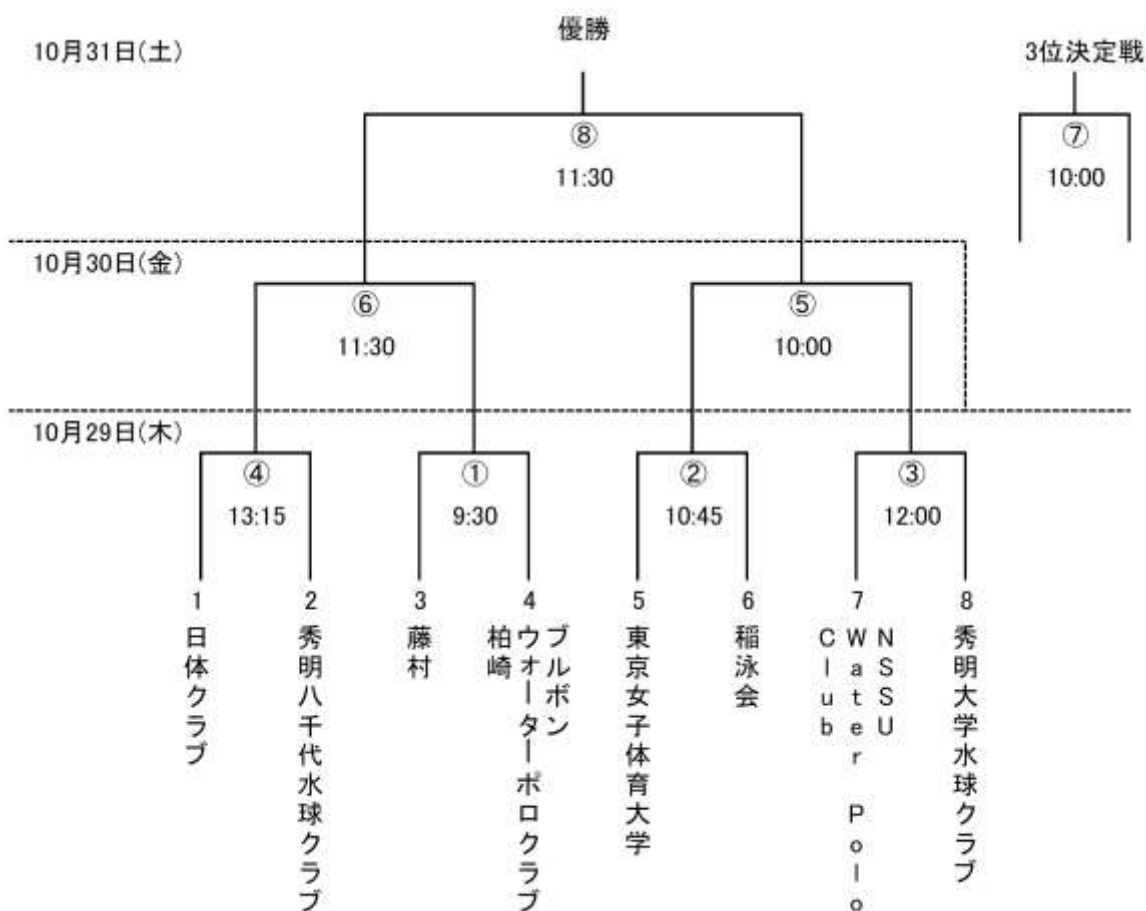 優勝
10月31日(土)
3位決定戦
⑧
⑦
11:30
10:00
10月30日(金)
⑥
⑤
11:30
10:00
10月29日(木)
④
①
②
③
13:15
9:30
10:45
12:00
1
2
3
4
5
6
7
8
日体クラブ
秀明八千代水球クラブ
藤村
ブルボン
ウォーターポロクラブ
柏崎
東京女子体育大学
稲泳会
NSSU
Water Polo
Club
秀明大学水球クラブ